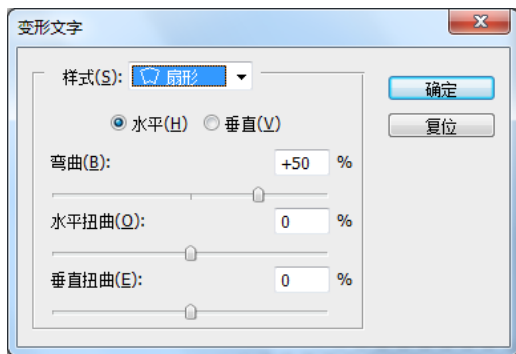 变形文字
样式(S): 扇形
确定
水平(H) 垂直(V)
复位
弯曲(B): +50 %
水平扭曲(O): 0 %
垂直扭曲(E): 0 %